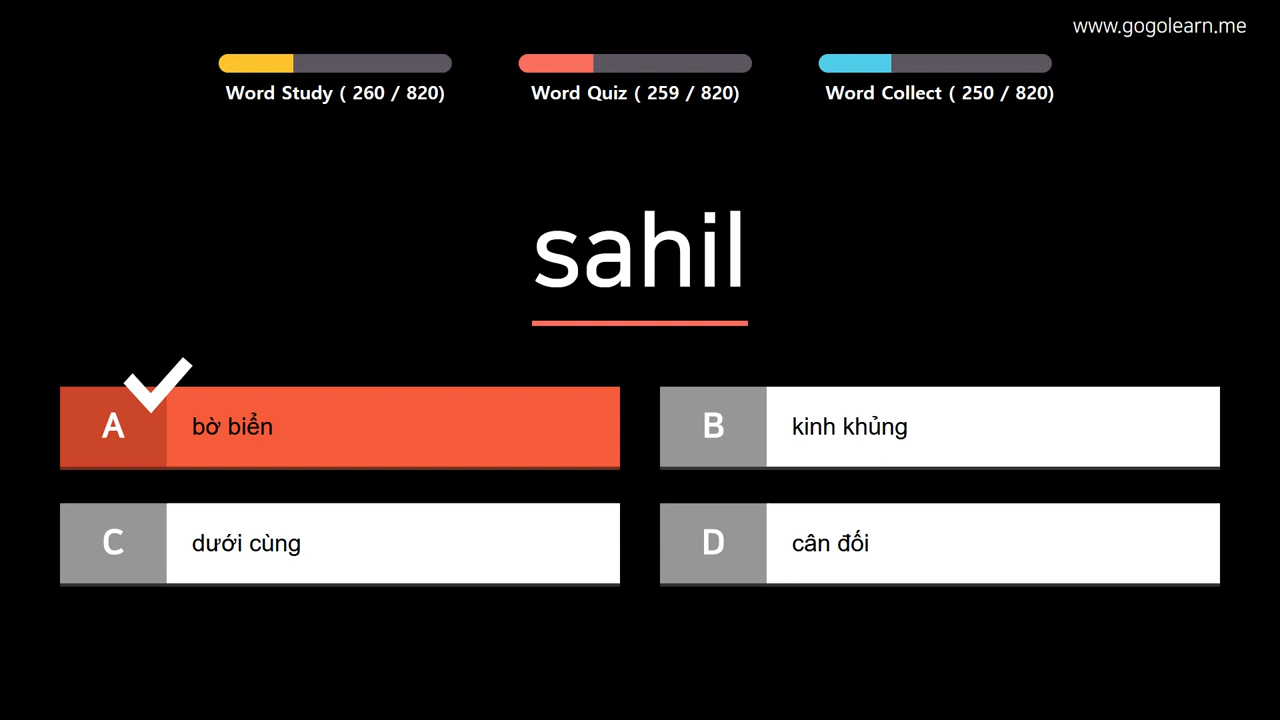 www.gogolearn.me
Word Study ( 260 / 820)
Word Quiz ( 259 / 820)
Word Collect ( 250 / 820)
sahil
A
bờ biển
B
kinh khủng
C
dưới cùng
D
cân đối